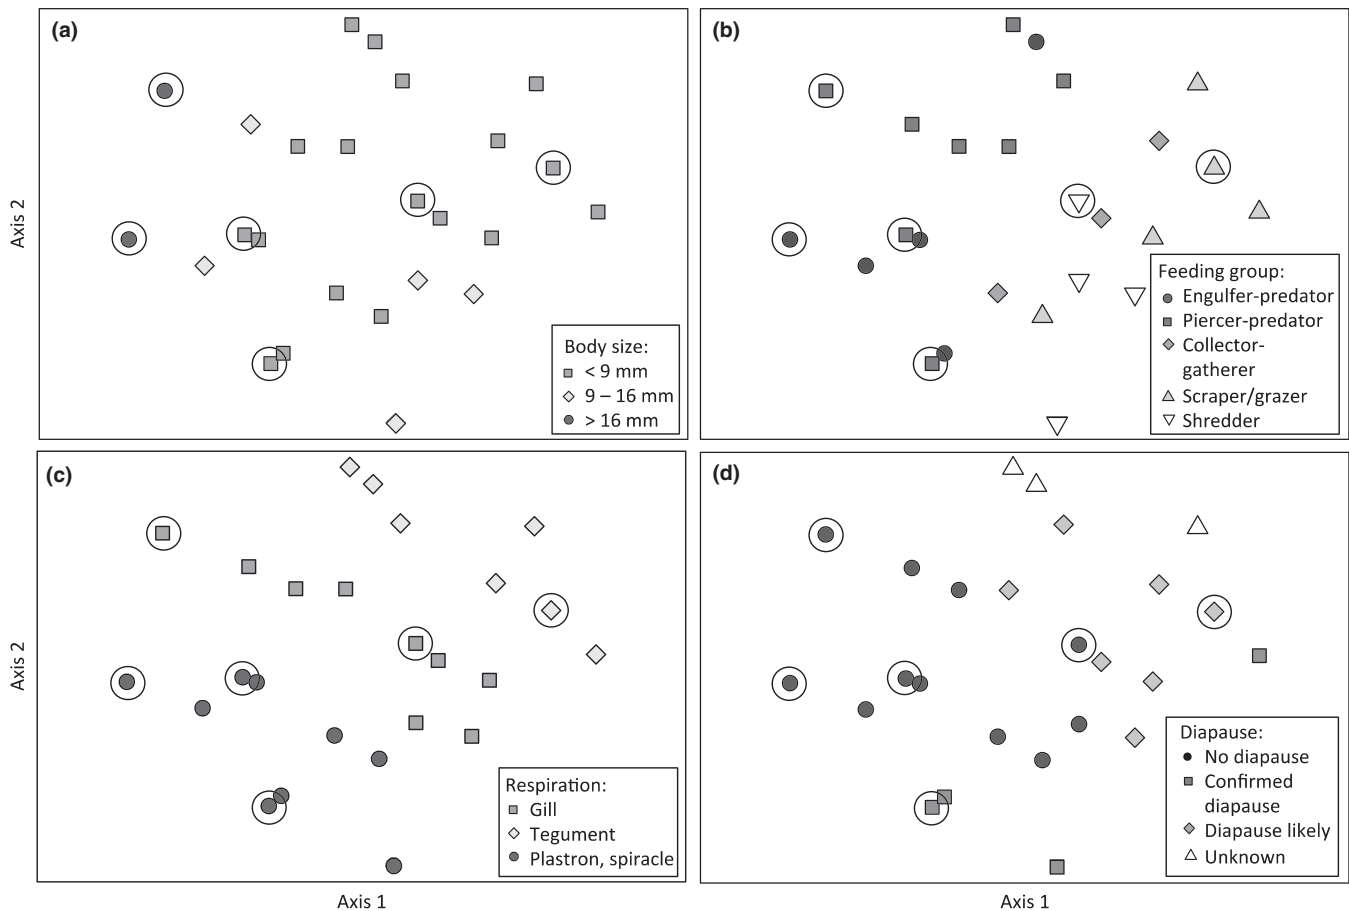 (a)
Axis 2
Body size:
< 9 mm
9 – 16 mm
> 16 mm
(b)
Feeding group:
Engulfer-predator
Piercer-predator
Collector-
gatherer
Scraper/grazer
Shredder
(c)
Axis 2
Respiration:
Gill
Tegument
Plastron, spiracle
Axis 1
(d)
Diapause:
No diapause
Confirmed
diapause
Diapause likely
Unknown
Axis 1